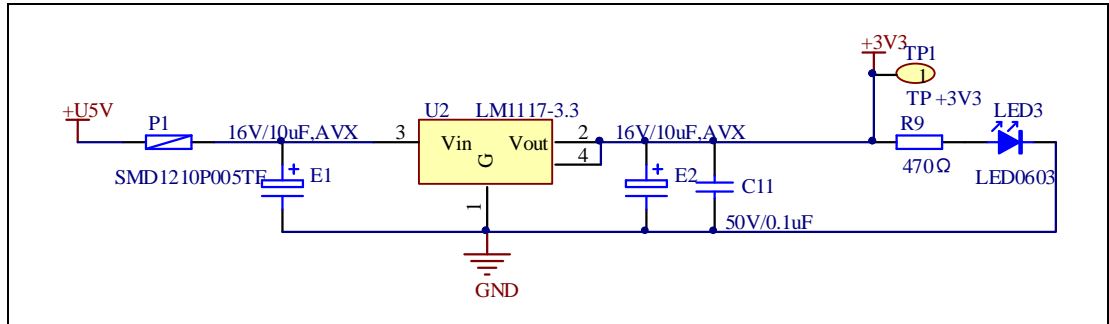 +3V3
TP1
1
+U5V
P1
U2
LM1117-3.3
TP +3V3
LED3
16V/10uF,AVX
3
Vin
Vout
2
4
16V/10uF,AVX
R9
G
SMD1210P005TF
E1
E2
C11
470Ω
LED0603
1
50V/0.1uF
GND